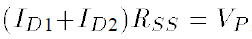 (I_{D1}+I_{D2})R_{SS} = V_P